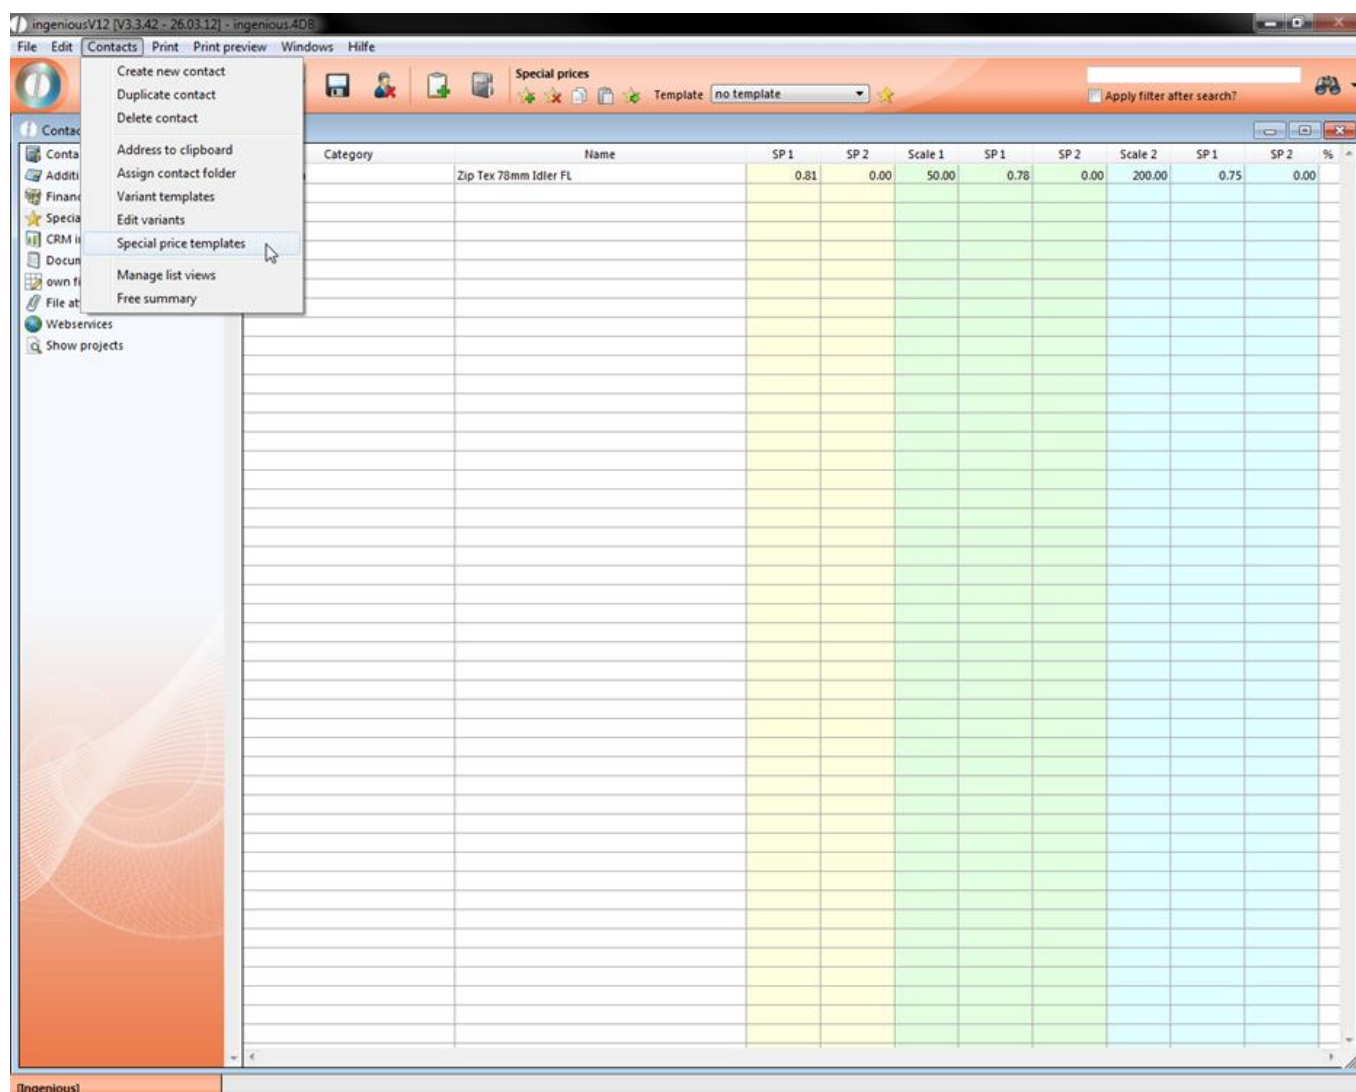 ingeniousV12 [V3.3.42 - 26.03.12] - ingenious.4DB
File Edit Contacts Print Print preview Windows Hilfe
Create new contact
Duplicate contact
Delete contact
Address to clipboard
Assign contact folder
Variant templates
Edit variants
Special price templates
Manage list views
Free summary
Special prices
Template no template
Apply filter after search?
Category Name SP 1 SP 2 Scale 1 SP 1 SP 2 Scale 2 SP 1 SP 2 %
Zip Tex 78mm Idler FL 0.81 0.00 50.00 0.78 0.00 200.00 0.75 0.00
Webservices
Show projects
[Ingenious]